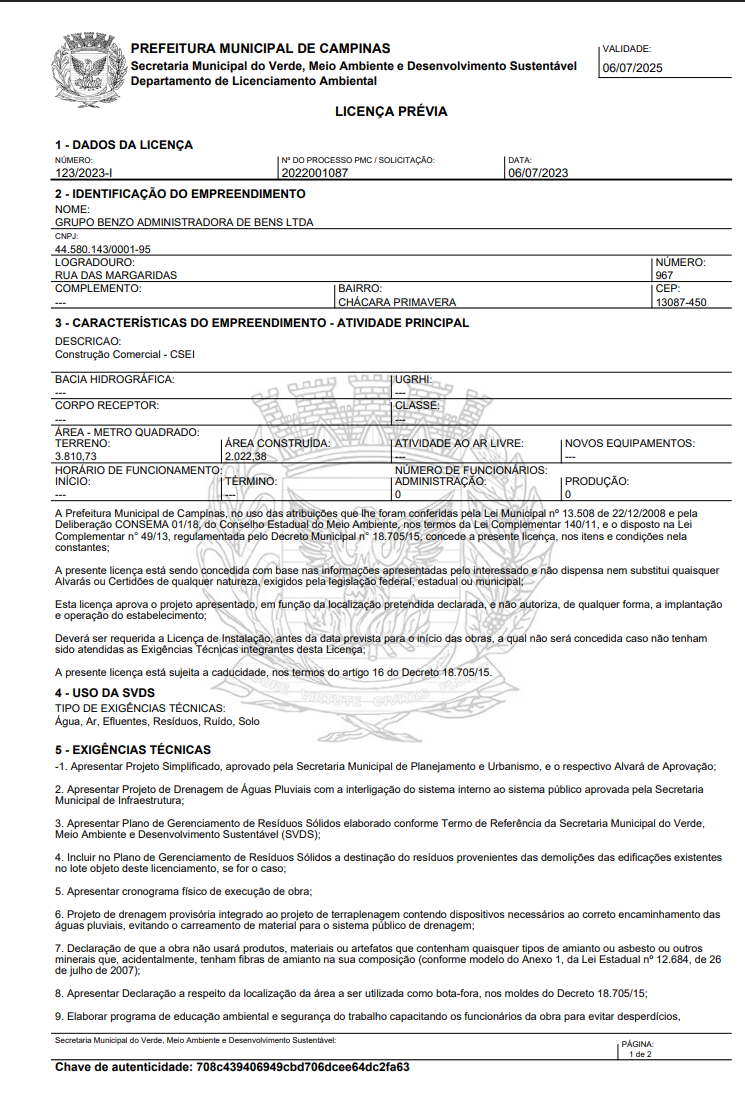 PREFEITURA MUNICIPAL DE CAMPINAS
Secretaria Municipal do Verde, Meio Ambiente e Desenvolvimento Sustentável
Departamento de Licenciamento Ambiental
VALIDADE:
06/07/2025
LICENÇA PRÉVIA
1 - DADOS DA LICENÇA
NÚMERO: Nº DO PROCESSO PMC / SOLICITAÇÃO: DATA:
123/2023-I 2022001087 06/07/2023
2 - IDENTIFICAÇÃO DO EMPREENDIMENTO
NOME:
GRUPO BENZO ADMINISTRADORA DE BENS LTDA
CNPJ:
44.580.143/0001-95
LOGRADOURO: NÚMERO:
RUA DAS MARGARIDAS 967
COMPLEMENTO: BAIRRO: CEP:
--- CHÁCARA PRIMAVERA 13087-450
3 - CARACTERÍSTICAS DO EMPREENDIMENTO - ATIVIDADE PRINCIPAL
DESCRICAO:
Construção Comercial - CSEI
BACIA HIDROGRÁFICA: UGRHI:
--- ---
CORPO RECEPTOR: CLASSE:
--- ---
ÁREA - METRO QUADRADO:
TERRENO: ÁREA CONSTRUÍDA: ATIVIDADE AO AR LIVRE: NOVOS EQUIPAMENTOS:
3.810,73 2.022,38 --- ---
HORÁRIO DE FUNCIONAMENTO: NÚMERO DE FUNCIONÁRIOS:
INÍCIO: TÉRMINO: ADMINISTRAÇÃO: PRODUÇÃO:
--- --- 0 0
A Prefeitura Municipal de Campinas, no uso das atribuições que lhe foram conferidas pela Lei Municipal nº 13.508 de 22/12/2008 e pela
Deliberação CONSEMA 01/18, do Conselho Estadual do Meio Ambiente, nos termos da Lei Complementar 140/11, e o disposto na Lei
Complementar n° 49/13, regulamentada pelo Decreto Municipal n° 18.705/15, concede a presente licença, nos itens e condições nela
constantes;
A presente licença está sendo concedida com base nas informações apresentadas pelo interessado e não dispensa nem substitui quaisquer
Alvarás ou Certidões de qualquer natureza, exigidos pela legislação federal, estadual ou municipal;
Esta licença aprova o projeto apresentado, em função da localização pretendida declarada, e não autoriza, de qualquer forma, a implantação
e operação do estabelecimento;
Deverá ser requerida a Licença de Instalação, antes da data prevista para o início das obras, a qual não será concedida caso não tenham
sido atendidas as Exigências Técnicas integrantes desta Licença;
A presente licença está sujeita a caducidade, nos termos do artigo 16 do Decreto 18.705/15.
4 - USO DA SVDS
TIPO DE EXIGÊNCIAS TÉCNICAS:
Água, Ar, Efluentes, Resíduos, Ruído, Solo
5 - EXIGÊNCIAS TÉCNICAS
-1. Apresentar Projeto Simplificado, aprovado pela Secretaria Municipal de Planejamento e Urbanismo, e o respectivo Alvará de Aprovação;
2. Apresentar Projeto de Drenagem de Águas Pluviais com a interligação do sistema interno ao sistema público aprovada pela Secretaria
Municipal de Infraestrutura;
3. Apresentar Plano de Gerenciamento de Resíduos Sólidos elaborado conforme Termo de Referência da Secretaria Municipal do Verde,
Meio Ambiente e Desenvolvimento Sustentável (SVDS);
4. Incluir no Plano de Gerenciamento de Resíduos Sólidos a destinação do resíduos provenientes das demolições das edificações existentes
no lote objeto deste licenciamento, se for o caso;
5. Apresentar cronograma físico de execução de obra;
6. Projeto de drenagem provisória integrado ao projeto de terraplenagem contendo dispositivos necessários ao correto encaminhamento das
águas pluviais, evitando o carreamento de material para o sistema público de drenagem;
7. Declaração de que a obra não usará produtos, materiais ou artefatos que contenham quaisquer tipos de amianto ou asbesto ou outros
minerais que, acidentalmente, tenham fibras de amianto na sua composição (conforme modelo do Anexo 1, da Lei Estadual nº 12.684, de 26
de julho de 2007);
8. Apresentar Declaração a respeito da localização da área a ser utilizada como bota-fora, nos moldes do Decreto 18.705/15;
9. Elaborar programa de educação ambiental e segurança do trabalho capacitando os funcionários da obra para evitar desperdícios,
Secretaria Municipal do Verde, Meio Ambiente e Desenvolvimento Sustentável:
PÁGINA:
1 de 2
Chave de autenticidade: 708c439406949cbd706dcee64dc2fa63